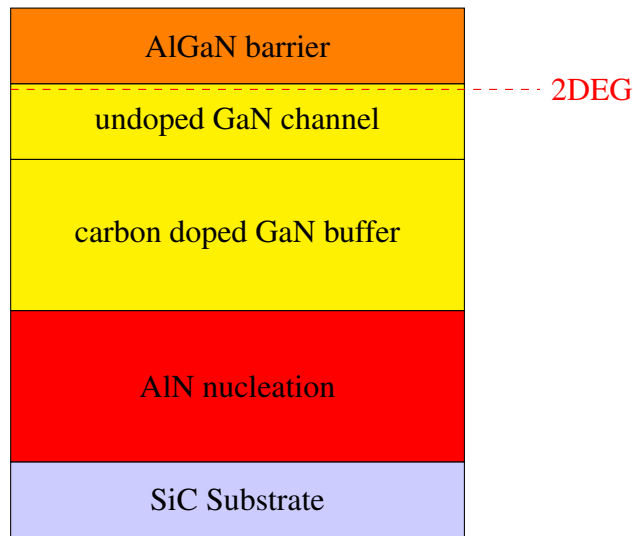 AlGaN barrier
2DEG
undoped GaN channel
carbon doped GaN buffer
AlN nucleation
SiC Substrate